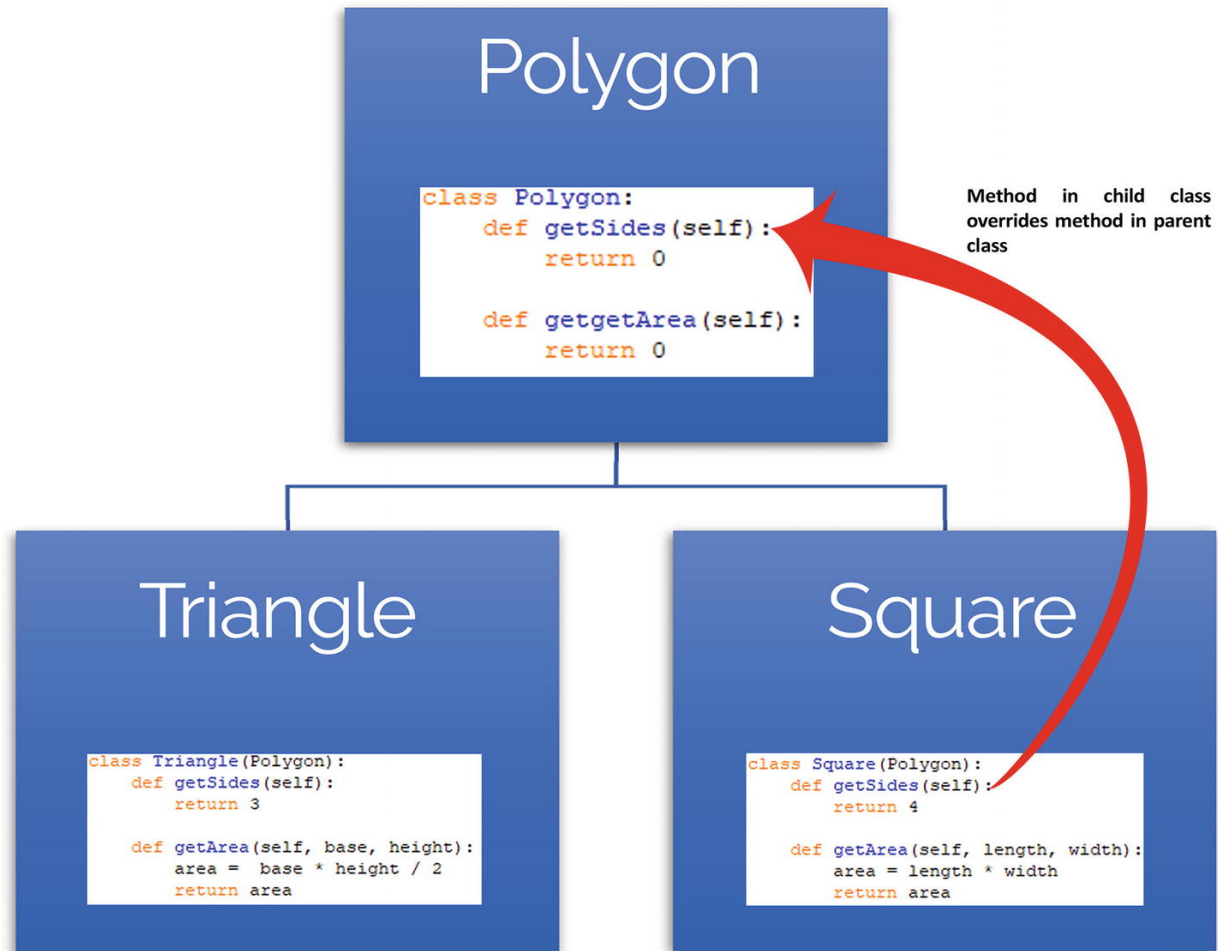 Polygon
class Polygon:
    def getSides(self):
        return 0
    def getgetArea(self):
        return 0
Method in child class
overrides method in parent
class
Triangle
class Triangle(Polygon):
    def getSides(self):
        return 3
    def getArea(self, base, height):
        area =  base * height / 2
        return area
Square
class Square(Polygon):
    def getSides(self):
        return 4
    def getArea(self, length, width):
        area = length * width
        return area